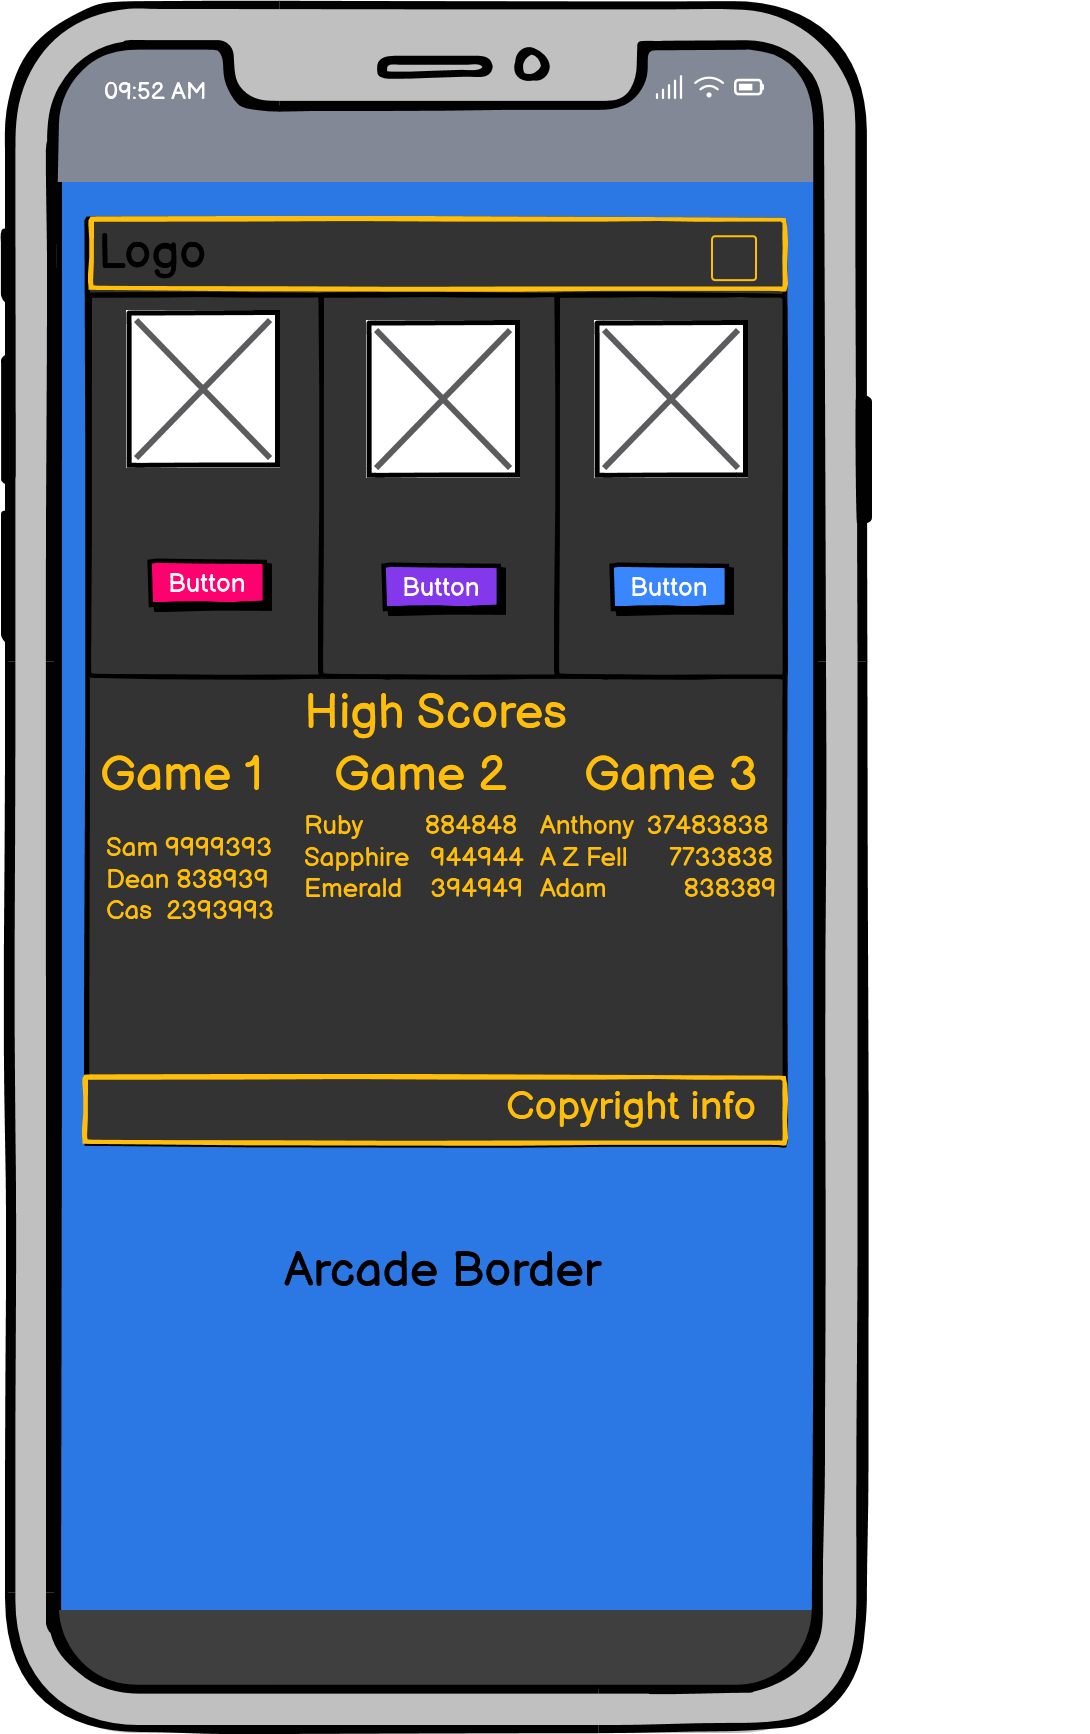 09:52 AM
Logo
Button
Button
Button
High Scores
Game 1
Game 2
Game 3
Sam 9999393
Dean 838939
Cas 2393993
Ruby 884848
Sapphire 944944
Emerald 394949
Anthony 37483838
A Z Fell 7733838
Adam 838389
Copyright info
Arcade Border